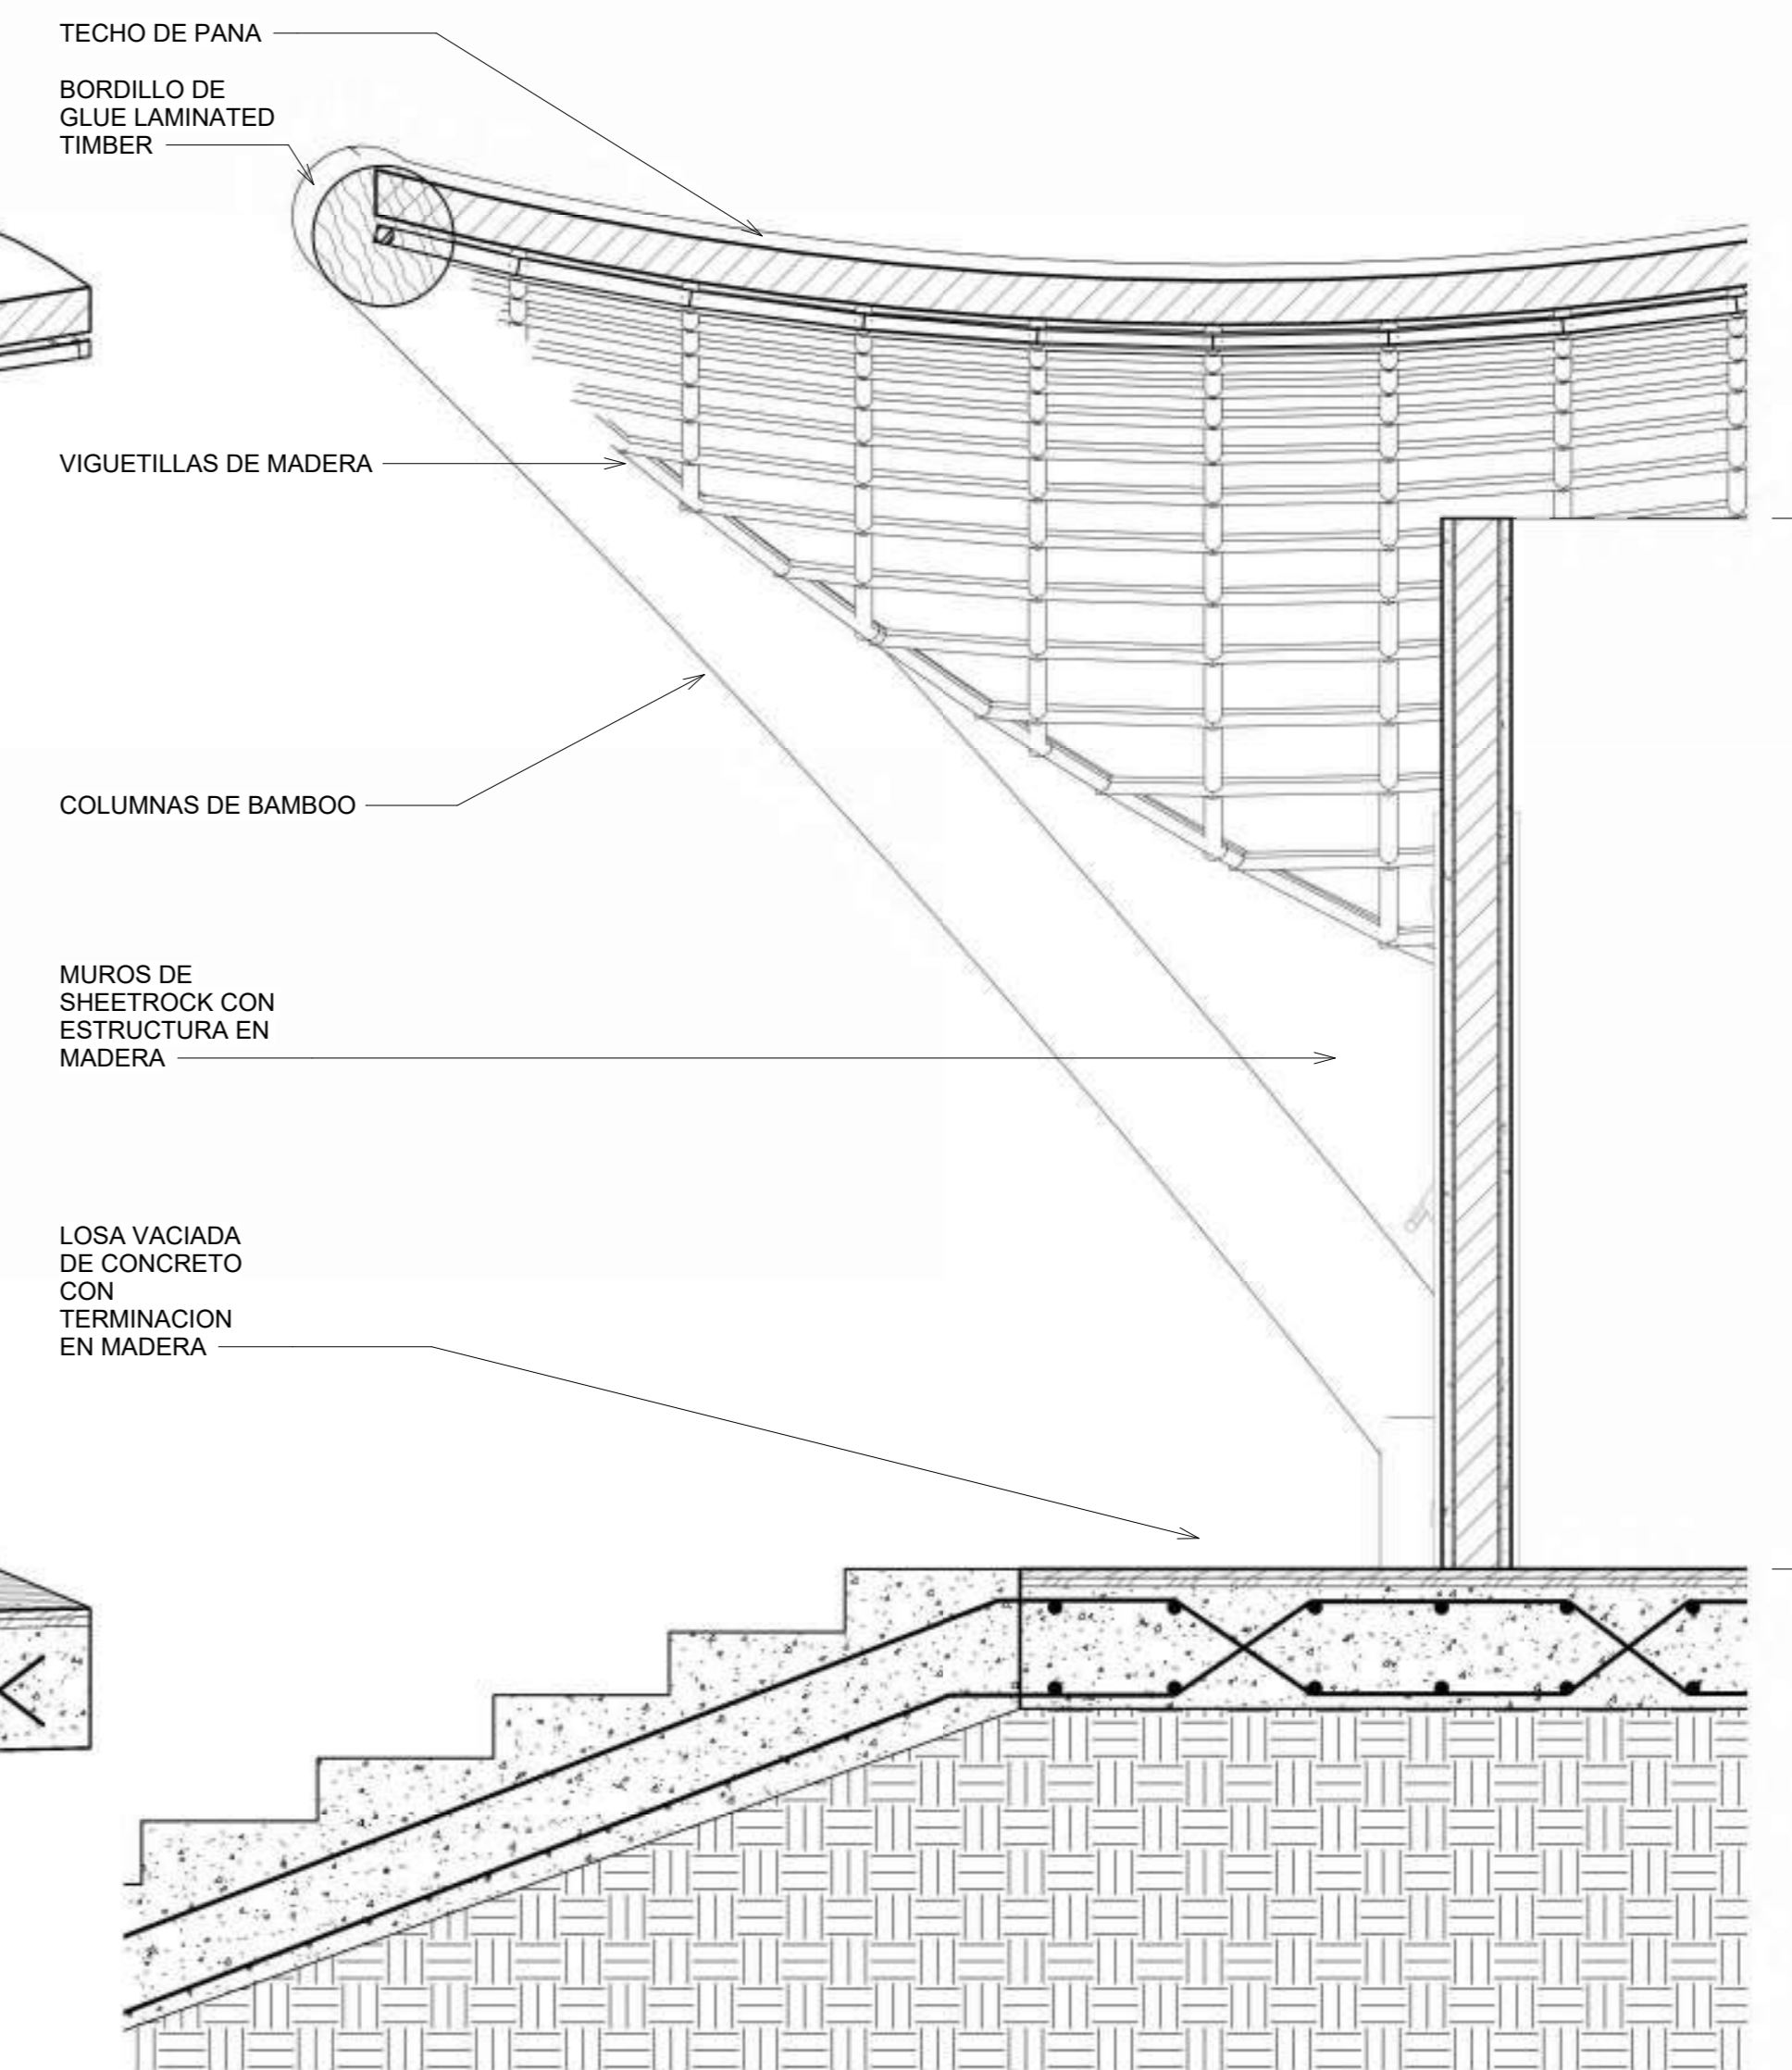 TECHO DE PANA
BORDILLO DE
GLUE LAMINATED
TIMBER
VIGUETILLAS DE MADERA
COLUMNAS DE BAMBOO
MUROS DE
SHEETROCK CON
ESTRUCTURA EN
MADERA
LOSA VACIADA
DE CONCRETO
CON
TERMINACION
EN MADERA